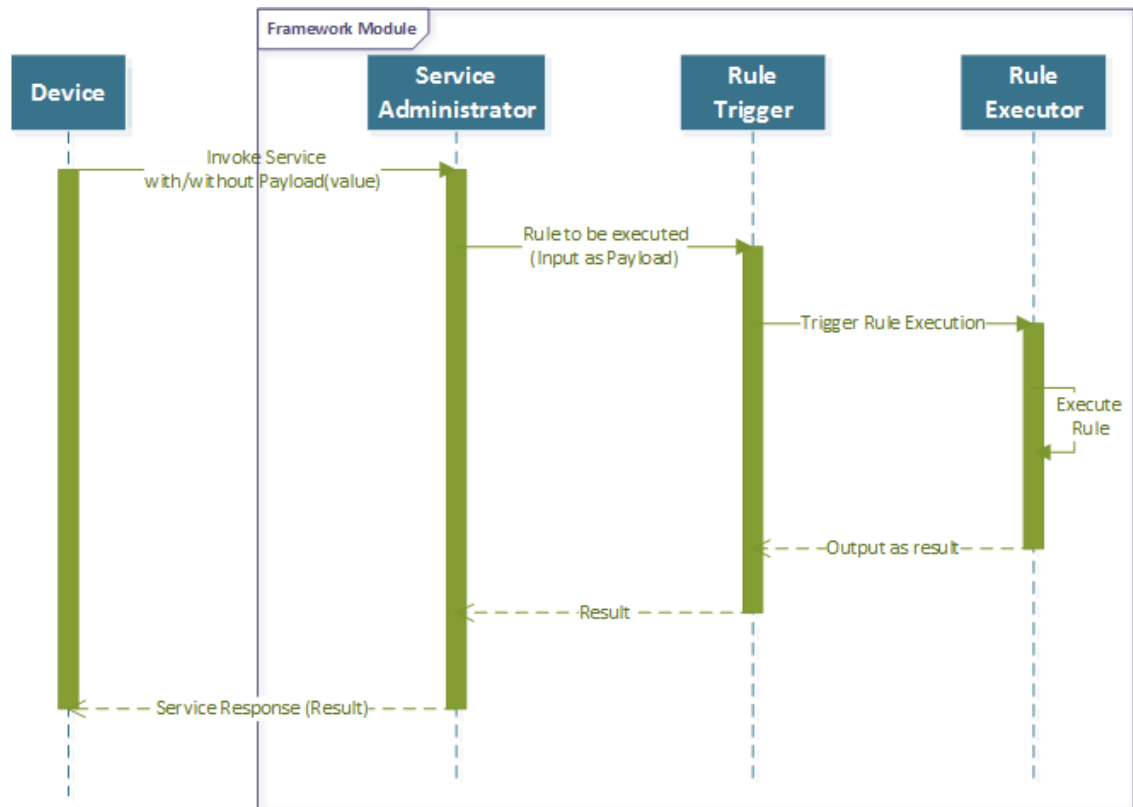 Framework Module
Device
Service
Administrator
Rule
Trigger
Rule
Executor
Invoke Service
with/without Payload(value)
Rule to be executed
(Input as Payload)
Trigger Rule Execution
Execute
Rule
Output as result
Result
Service Response (Result)